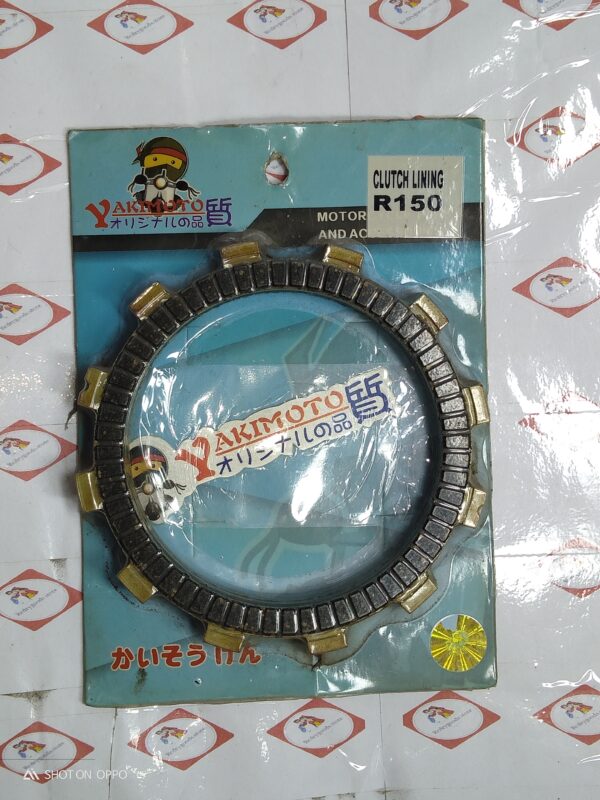 YAKIMOTO 質
オリジナルの品
CLUTCH LINING
R150
MOTOR
AND AC
YAKIMOTO 質
オリジナルの品
かいそうけん
SHOT ON OPPO